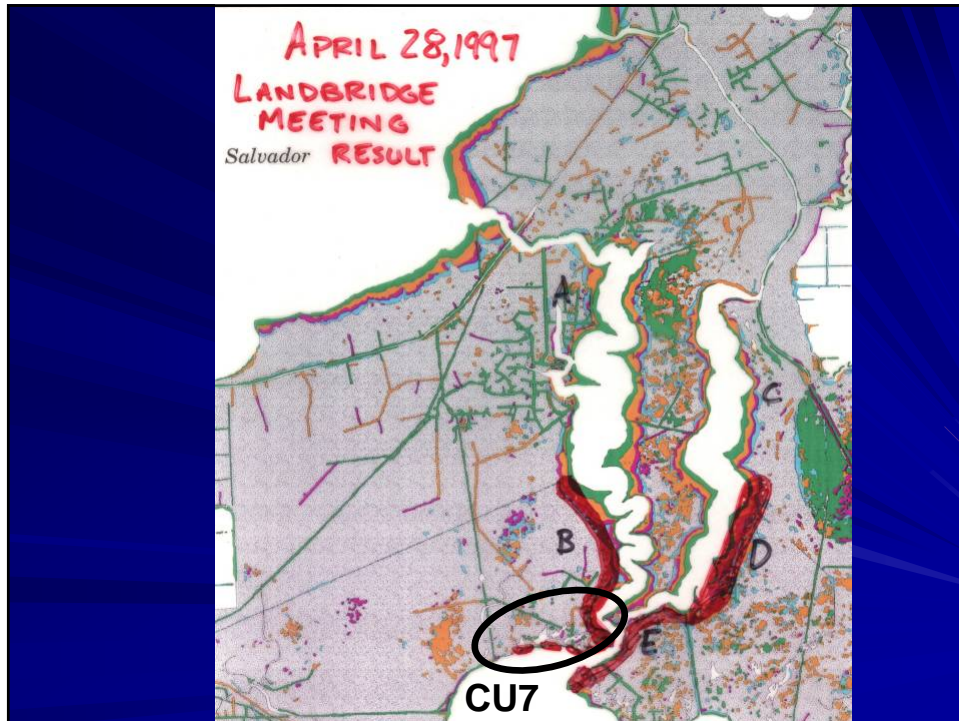 APRIL 28,1997
LANDBRIDGE
MEETING
Salvador RESULT
A
C
B
D
E
CU7